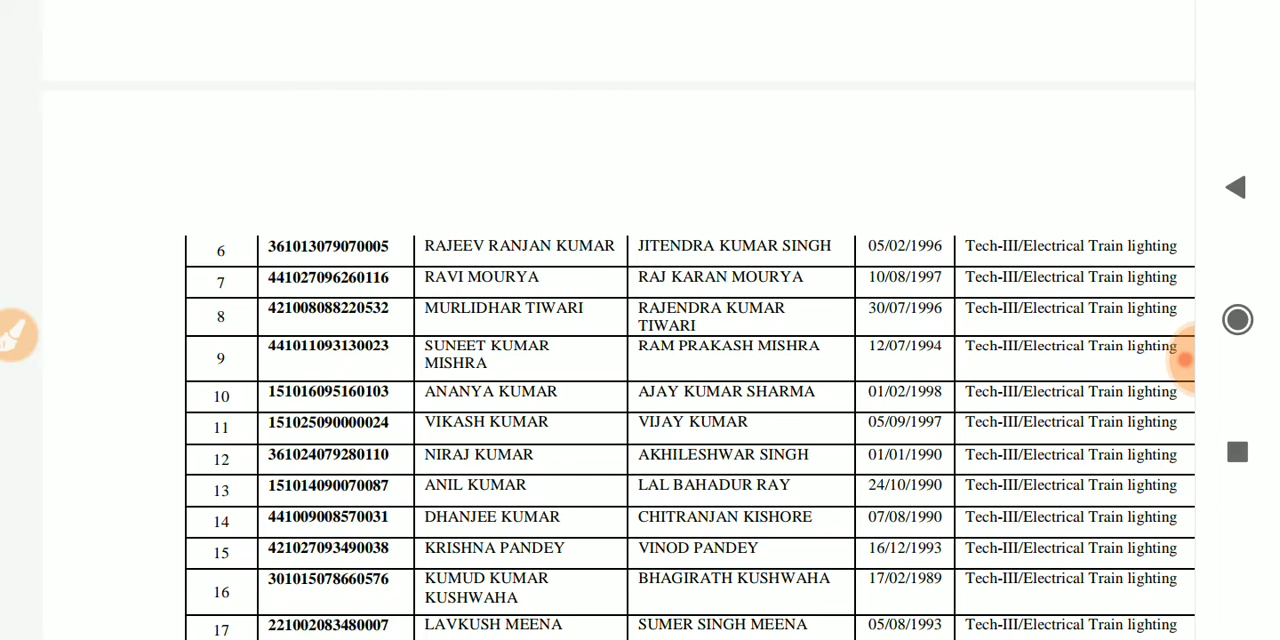 6 361013079070005 RAJEEV RANJAN KUMAR JITENDRA KUMAR SINGH 05/02/1996 Tech-III/Electrical Train lighting
7 441027096260116 RAVI MOURYA RAJ KARAN MOURYA 10/08/1997 Tech-III/Electrical Train lighting
8 421008088220532 MURLIDHAR TIWARI RAJENDRA KUMAR 30/07/1996 Tech-III/Electrical Train lighting
TIWARI
9 441011093130023 SUNEET KUMAR RAM PRAKASH MISHRA 12/07/1994 Tech-III/Electrical Train lighting
MISHRA
10 151016095160103 ANANYA KUMAR AJAY KUMAR SHARMA 01/02/1998 Tech-III/Electrical Train lighting
11 151025090000024 VIKASH KUMAR VIJAY KUMAR 05/09/1997 Tech-III/Electrical Train lighting
12 361024079280110 NIRAJ KUMAR AKHILESHWAR SINGH 01/01/1990 Tech-III/Electrical Train lighting
13 151014090070087 ANIL KUMAR LAL BAHADUR RAY 24/10/1990 Tech-III/Electrical Train lighting
14 441009008570031 DHANJEE KUMAR CHITRANJAN KISHORE 07/08/1990 Tech-III/Electrical Train lighting
15 421027093490038 KRISHNA PANDEY VINOD PANDEY 16/12/1993 Tech-III/Electrical Train lighting
16 301015078660576 KUMUD KUMAR BHAGIRATH KUSHWAHA 17/02/1989 Tech-III/Electrical Train lighting
KUSHWAHA
17 221002083480007 LAVKUSH MEENA SUMER SINGH MEENA 05/08/1993 Tech-III/Electrical Train lighting